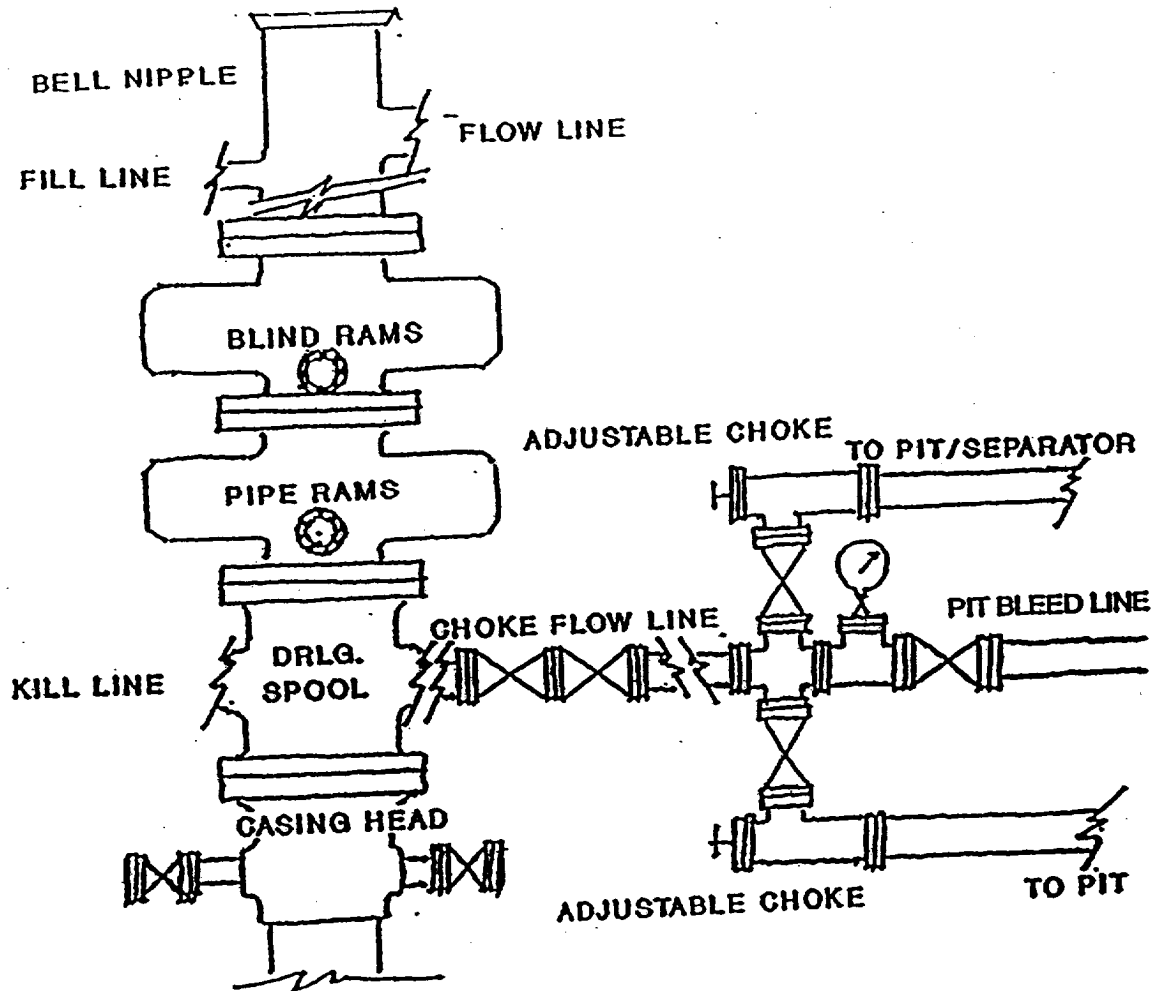 BELL NIPPLE
FLOW LINE
FILL LINE
BLIND RAMS
ADJUSTABLE CHOKE
TO PIT/SEPARATOR
PIPE RAMS
CHOKE FLOW LINE
PIT BLEED LINE
DRLG.
SPOOL
KILL LINE
CASING HEAD
ADJUSTABLE CHOKE
TO PIT